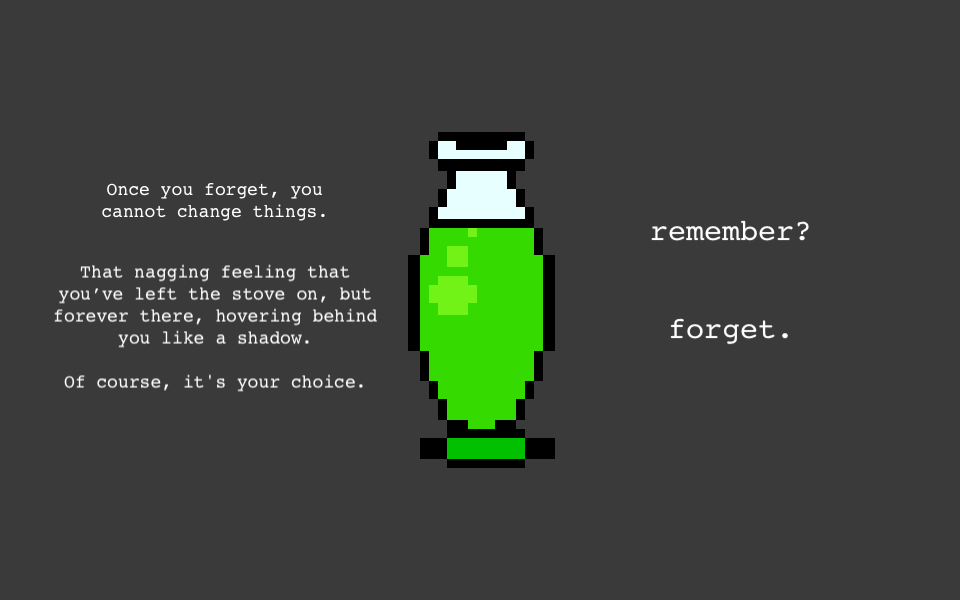 Once you forget, you
cannot change things.
That nagging feeling that
you’ve left the stove on, but
forever there, hovering behind
you like a shadow.
Of course, it's your choice.
remember?
forget.